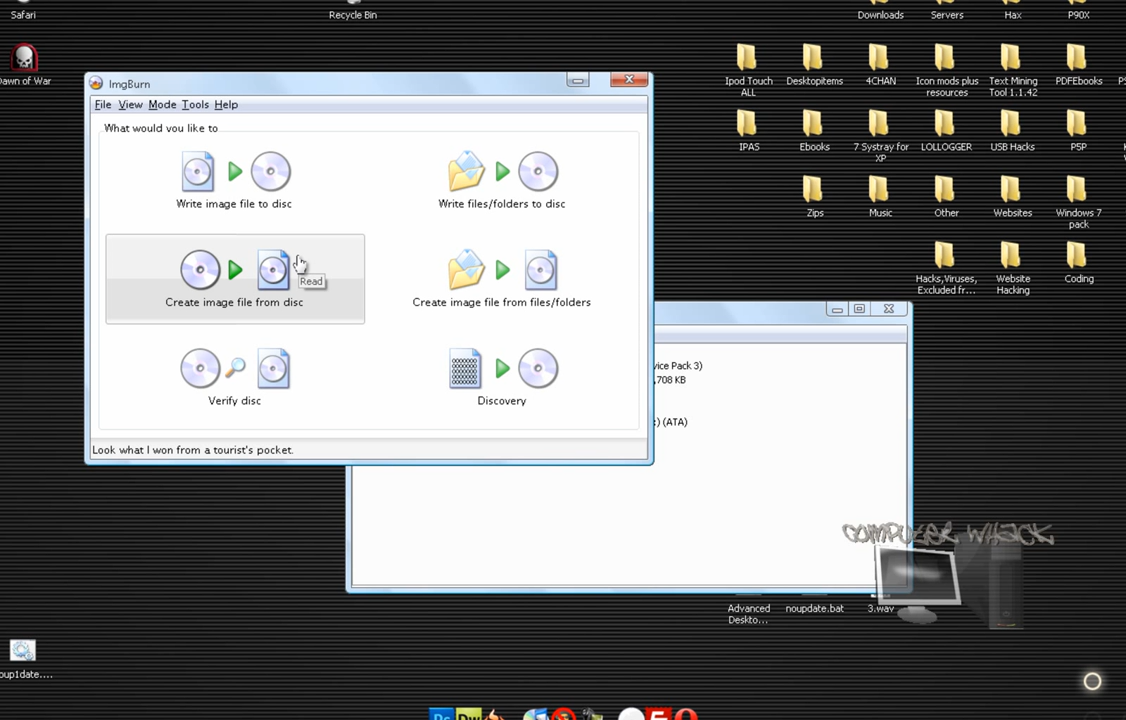 Safari
Recycle Bin
Downloads
Servers
Hax
P90X
Dawn of War
Ipod Touch
ALL
Desktopitems
4CHAN
Icon mods plus
resources
Text Mining
Tool 1.1.42
PDFEbooks
IPAS
Ebooks
7 Systray for
XP
LOLLOGGER
USB Hacks
PSP
Zips
Music
Other
Websites
Windows 7
pack
Hacks,Viruses,
Excluded fr...
Website
Hacking
Coding
ImgBurn
File View Mode Tools Help
What would you like to
Write image file to disc
Write files/folders to disc
Read
Create image file from disc
Create image file from files/folders
Verify disc
Discovery
Look what I won from a tourist's pocket.
vice Pack 3)
,708 KB
:) (ATA)
COMPUTER WHACK
Advanced
Deskto...
noupdate.bat
3.wav
oup1date....
Ps Dw